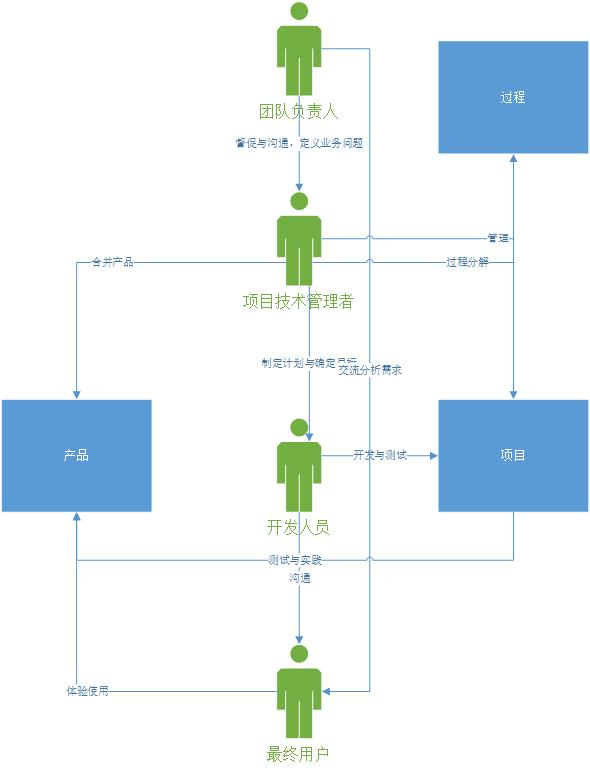 过程
团队负责人
督促与沟通，定义业务问题
管理
合并产品
过程分解
项目技术管理者
制定计划与确定目标
交流分析需求
产品
开发与测试
项目
开发人员
测试与实践
沟通
体验使用
最终用户